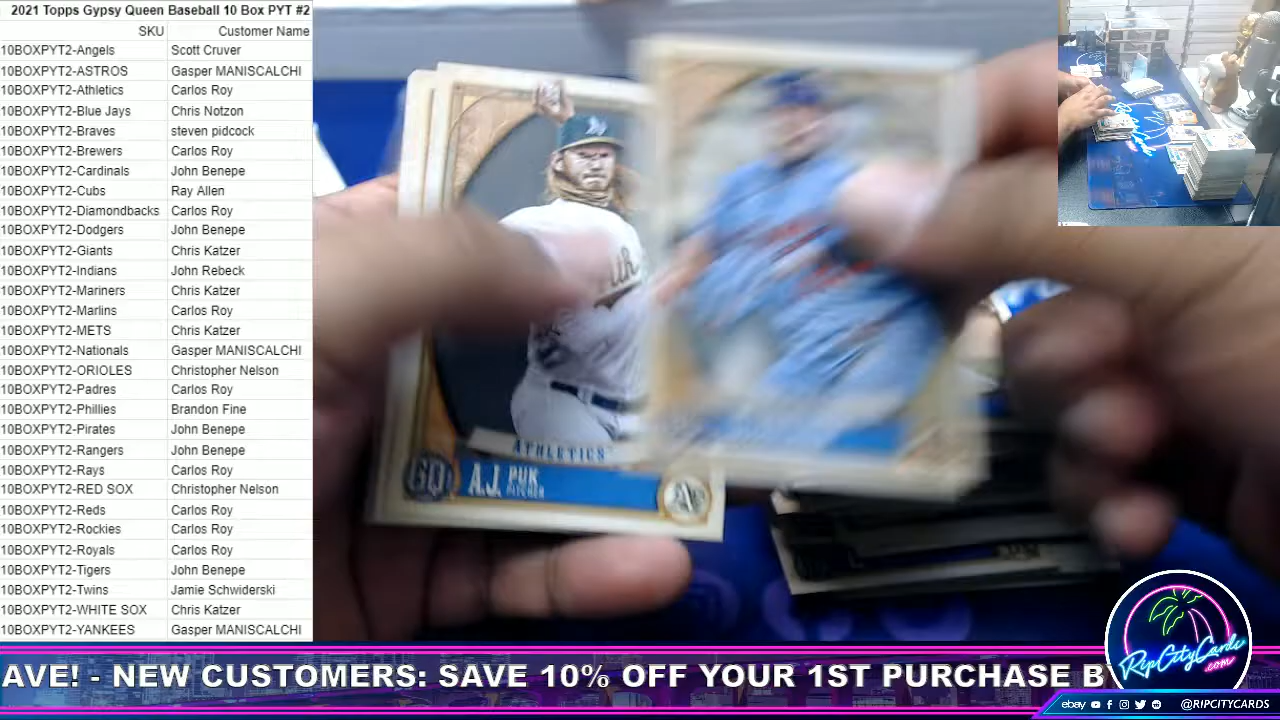 2021 Topps Gypsy Queen Baseball 10 Box PYT #2
SKU Customer Name
10BOXPYT2-Angels Scott Cruver
10BOXPYT2-ASTROS Gasper MANISCALCHI
10BOXPYT2-Athletics Carlos Roy
10BOXPYT2-Blue Jays Chris Notzon
10BOXPYT2-Braves steven pidcock
10BOXPYT2-Brewers Carlos Roy
10BOXPYT2-Cardinals John Benepe
10BOXPYT2-Cubs Ray Allen
10BOXPYT2-Diamondbacks Carlos Roy
10BOXPYT2-Dodgers John Benepe
10BOXPYT2-Giants Chris Katzer
10BOXPYT2-Indians John Rebeck
10BOXPYT2-Mariners Chris Katzer
10BOXPYT2-Marlins Carlos Roy
10BOXPYT2-METS Chris Katzer
10BOXPYT2-Nationals Gasper MANISCALCHI
10BOXPYT2-ORIOLES Christopher Nelson
10BOXPYT2-Padres Carlos Roy
10BOXPYT2-Phillies Brandon Fine
10BOXPYT2-Pirates John Benepe
10BOXPYT2-Rangers John Benepe
10BOXPYT2-Rays Carlos Roy
10BOXPYT2-RED SOX Christopher Nelson
10BOXPYT2-Reds Carlos Roy
10BOXPYT2-Rockies Carlos Roy
10BOXPYT2-Royals Carlos Roy
10BOXPYT2-Tigers John Benepe
10BOXPYT2-Twins Jamie Schwiderski
10BOXPYT2-WHITE SOX Chris Katzer
10BOXPYT2-YANKEES Gasper MANISCALCHI
ATHLETICS
GQ A.J. PUK
PITCHER
AVE! - NEW CUSTOMERS: SAVE 10% OFF YOUR 1ST PURCHASE B
RipCityCards
.com
ebay @RIPCITYCARDS